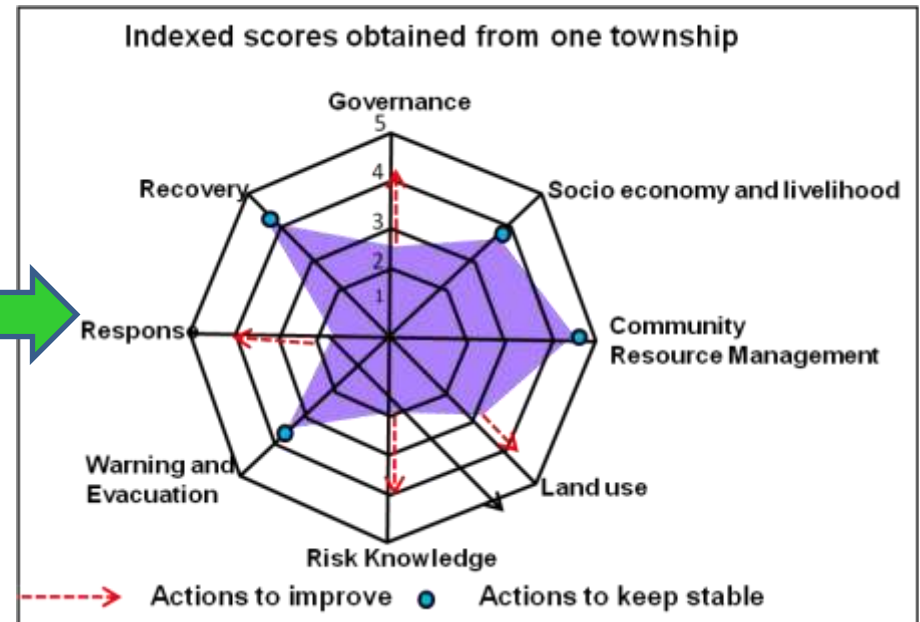 Indexed scores obtained from one township
Governance
5
4
3
2
1
Recovery
Socio economy and livelihood
Respons
Community
Resource Management
Warning and
Evacuation
Land use
Risk Knowledge
Actions to improve
Actions to keep stable